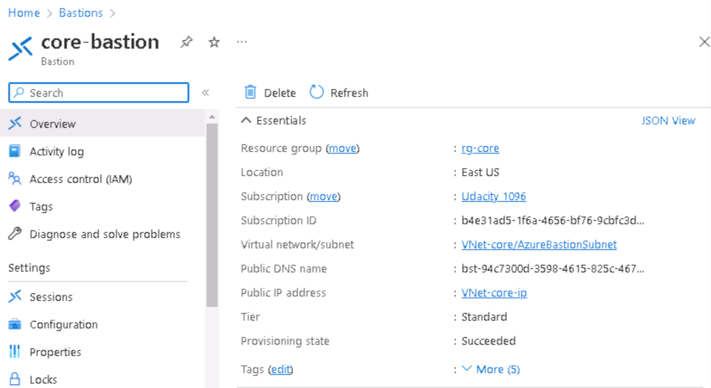 Home > Bastions >
core-bastion
Bastion
Search
Overview
Activity log
Access control (IAM)
Tags
Diagnose and solve problems
Settings
Sessions
Configuration
Properties
Locks
Delete Refresh
Essentials JSON View
Resource group (move) : rg-core
Location : East US
Subscription (move) : Udacity 1096
Subscription ID : b4e31ad5-1f6a-4656-bf76-9cbfc3d...
Virtual network/subnet : VNet-core/AzureBastionSubnet
Public DNS name : bst-94c7300d-3598-4615-825c-467...
Public IP address : VNet-core-ip
Tier : Standard
Provisioning state : Succeeded
Tags (edit) : More (5)